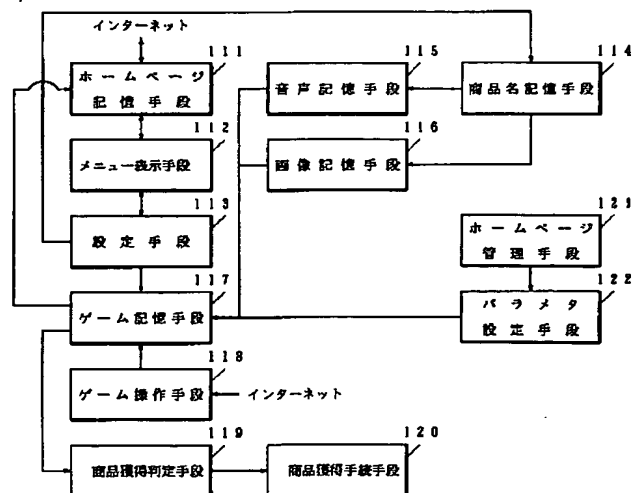 インターネット
111
ホームページ
記憶手段
112
メニュー表示手段
113
設定手段
117
ゲーム記憶手段
118
ゲーム操作手段
インターネット
119
商品獲得判定手段
120
商品獲得手続手段
115
音声記憶手段
116
画像記憶手段
114
商品名記憶手段
121
ホームページ
管理手段
122
パラメタ
設定手段